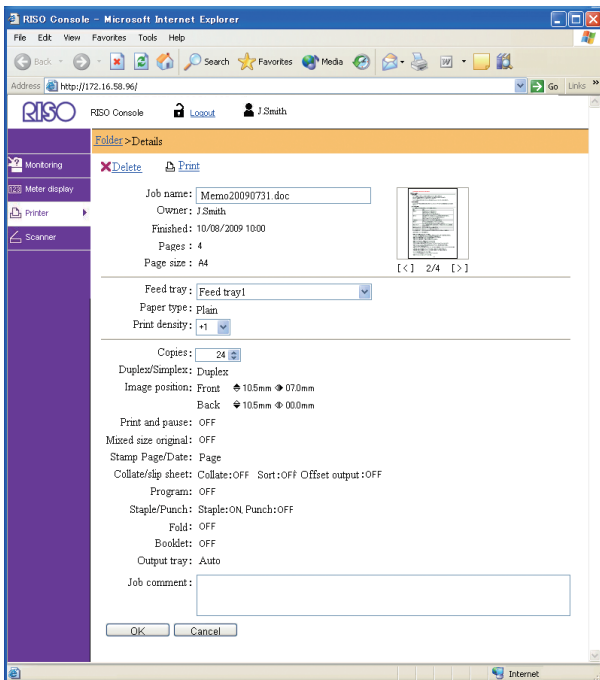 RISO Console - Microsoft Internet Explorer
File Edit View Favorites Tools Help
Back Search Favorites Media
Address http://172.16.58.96/ Go Links »
RISO RISO Console Logout J.Smith
Folder >Details
Monitoring
Meter display
Printer
Scanner
Delete Print
Job name: Memo20090731.doc
Owner: J.Smith
Finished: 10/08/2009 10:00
Pages : 4
Page size : A4
[<] 2/4 [>]
Feed tray: Feed tray1
Paper type: Plain
Print density: +1
Copies: 24
Duplex/Simplex: Duplex
Image position: Front 10.5mm 07.0mm
Back 10.5mm 00.0mm
Print and pause: OFF
Mixed size original: OFF
Stamp Page/Date: Page
Collate/slip sheet: Collate:OFF Sort:OFF Offset output:OFF
Program: OFF
Staple/Punch: Staple:ON, Punch:OFF
Fold: OFF
Booklet: OFF
Output tray: Auto
Job comment:
OK Cancel
Internet